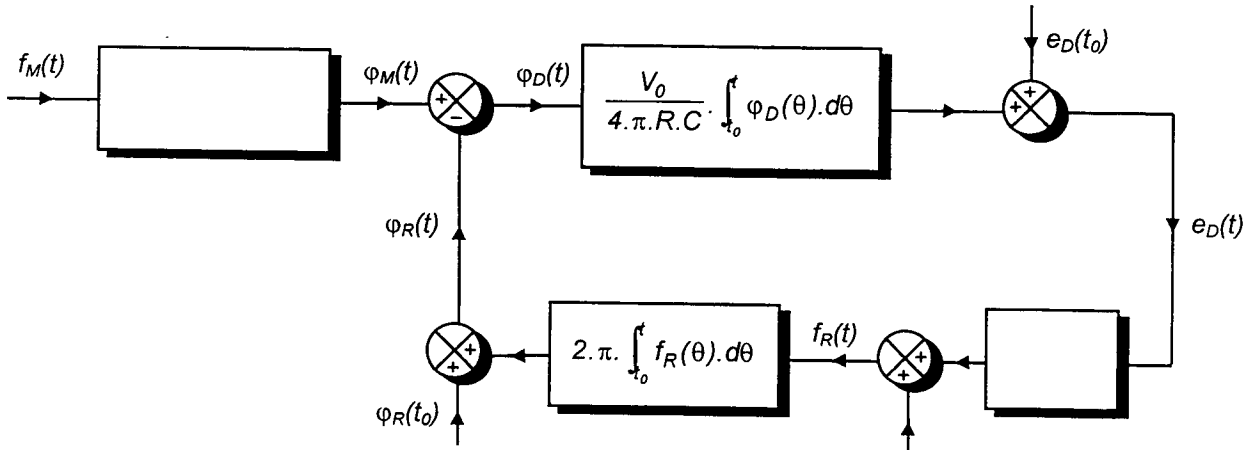 f_M(t)
φ_M(t)
+
−
φ_D(t)
V_0 / 4.π.R.C . ∫_{t_0}^{t} φ_D(θ).dθ
e_D(t_0)
+
+
e_D(t)
φ_R(t)
+
+
2.π. ∫_{t_0}^{t} f_R(θ).dθ
f_R(t)
+
+
φ_R(t_0)